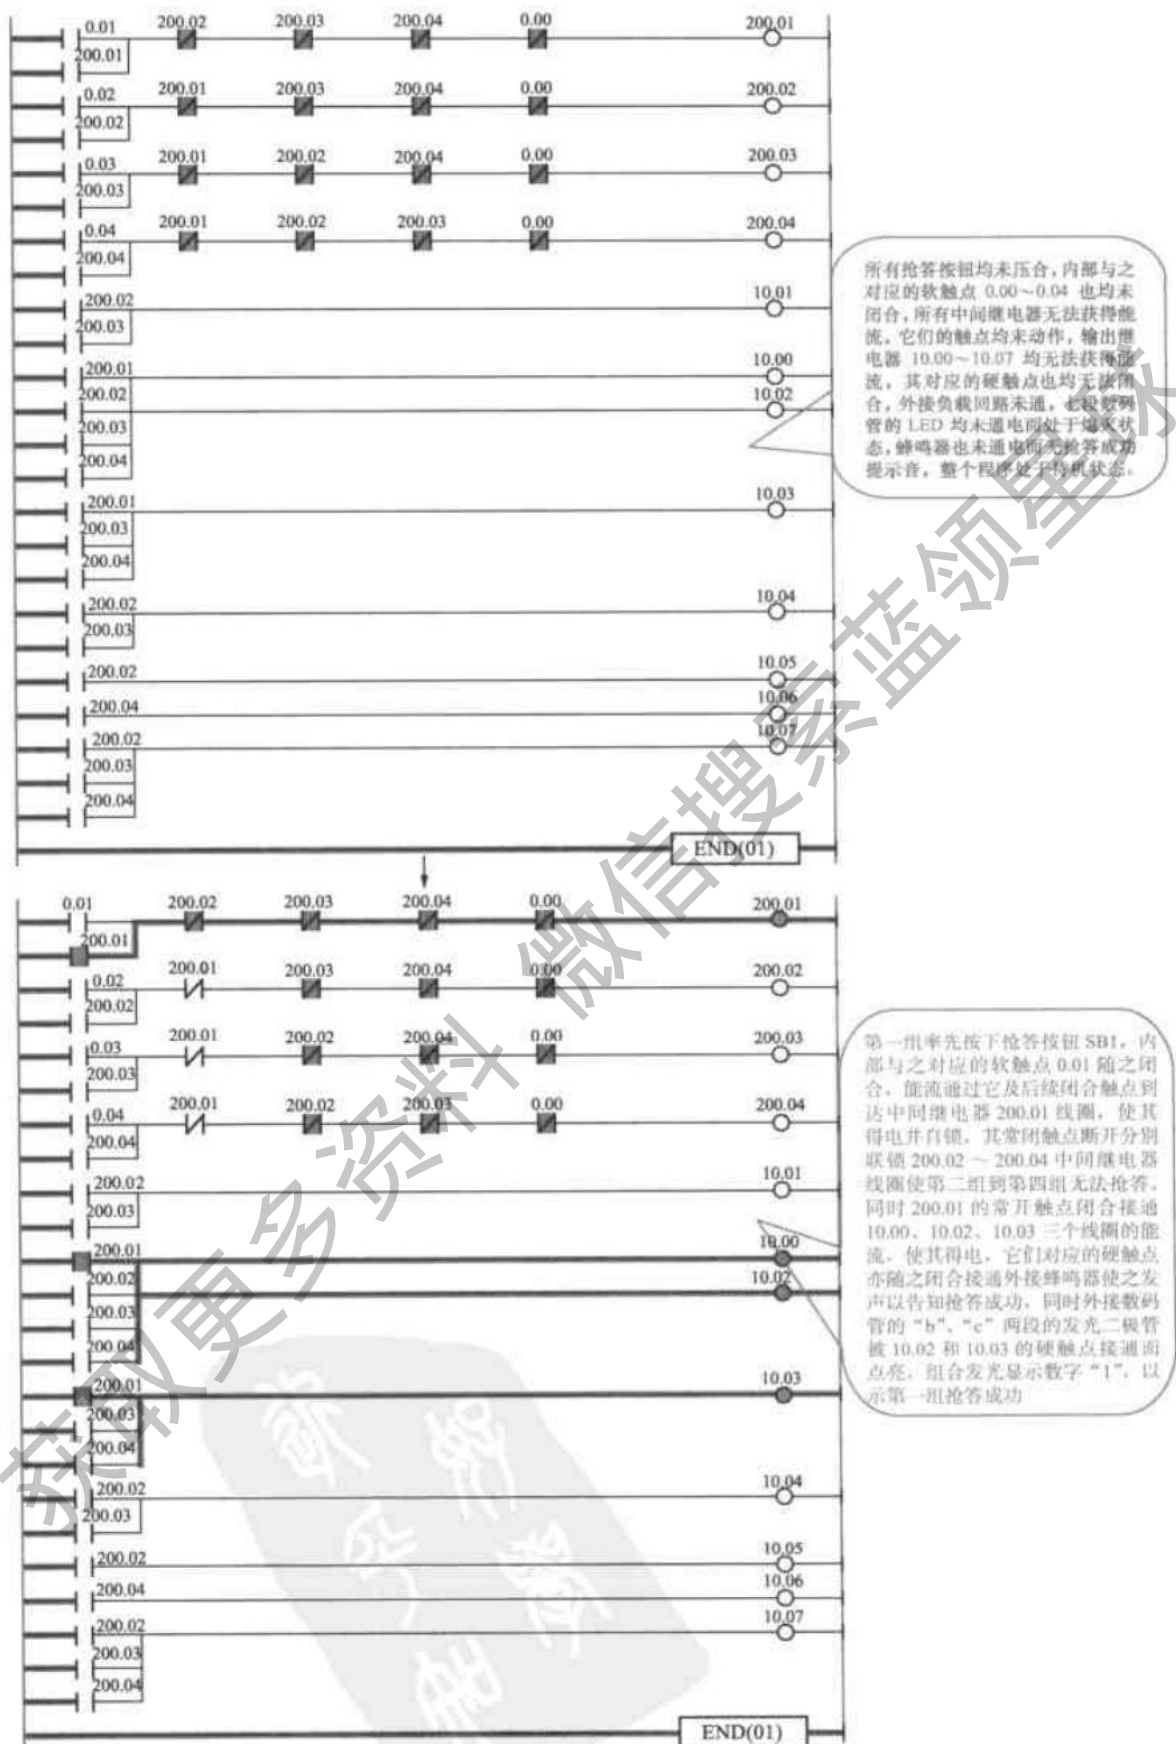 0.01 200.02 200.03 200.04 0.00 200.01
200.01
0.02 200.01 200.03 200.04 0.00 200.02
200.02
0.03 200.01 200.02 200.04 0.00 200.03
200.03
0.04 200.01 200.02 200.03 0.00 200.04
200.04
200.02 10.01
200.03
200.01 10.00
200.02 10.02
200.03
200.04
200.01 10.03
200.03
200.04
200.02 10.04
200.03
200.02 10.05
200.04 10.06
200.02 10.07
200.03
200.04
END(01)
所有抢答按钮均未压合,内部与之
对应的软触点 0.00～0.04 也均未
闭合,所有中间继电器无法获得能
流,它们的触点均未动作,输出继
电器 10.00～10.07 均无法获得能
流,其对应的硬触点也均无法闭
合,外接负载回路未通,七段数码
管的 LED 均未通电而处于熄灭状
态,蜂鸣器也未通电而无抢答成功
提示音,整个程序处于待机状态。
0.01 200.02 200.03 200.04 0.00 200.01
200.01
0.02 200.01 200.03 200.04 0.00 200.02
200.02
0.03 200.01 200.02 200.04 0.00 200.03
200.03
0.04 200.01 200.02 200.03 0.00 200.04
200.04
200.02 10.01
200.03
200.01 10.00
200.02 10.02
200.03
200.04
200.01 10.03
200.03
200.04
200.02 10.04
200.03
200.02 10.05
200.04 10.06
200.02 10.07
200.03
200.04
END(01)
第一组率先按下抢答按钮 SB1,内
部与之对应的软触点 0.01 随之闭
合,能流通过它及后续闭合触点到
达中间继电器 200.01 线圈,使其
得电并自锁,其常闭触点断开分别
联锁 200.02～200.04 中间继电器
线圈使第二组到第四组无法抢答。
同时 200.01 的常开触点闭合接通
10.00、10.02、10.03 三个线圈的能
流,使其得电,它们对应的硬触点
亦随之闭合接通外接蜂鸣器使之发
声以告知抢答成功,同时外接数码
管的“b”、“c”两段的发光二极管
被 10.02 和 10.03 的硬触点接通而
点亮,组合发光显示数字“1”,以
示第一组抢答成功
获取更多资料 微信搜索蓝领星球